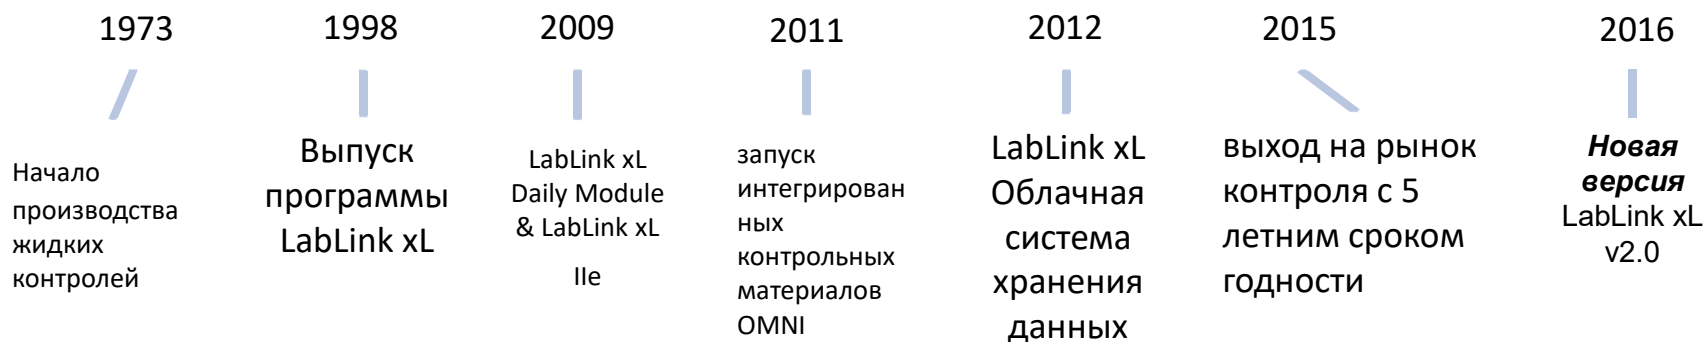 1973
Начало
производства
жидких
контролей
1998
Выпуск
программы
LabLink xL
2009
LabLink xL
Daily Module
& LabLink xL
IIe
2011
запуск
интегрирован
ных
контрольных
материалов
OMNI
2012
LabLink xL
Облачная
система
хранения
данных
2015
выход на рынок
контроля с 5
летним сроком
годности
2016
Новая
версия
LabLink xL
v2.0